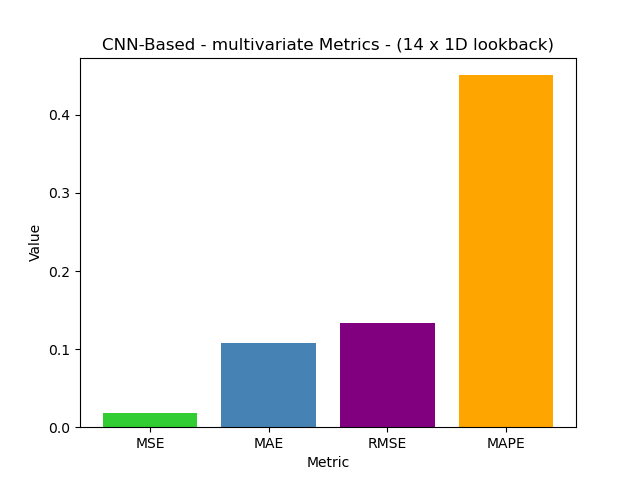 CNN-Based - multivariate Metrics - (14 x 1D lookback)
0.4
0.3
0.2
0.1
0.0
Value
MSE MAE RMSE MAPE
Metric